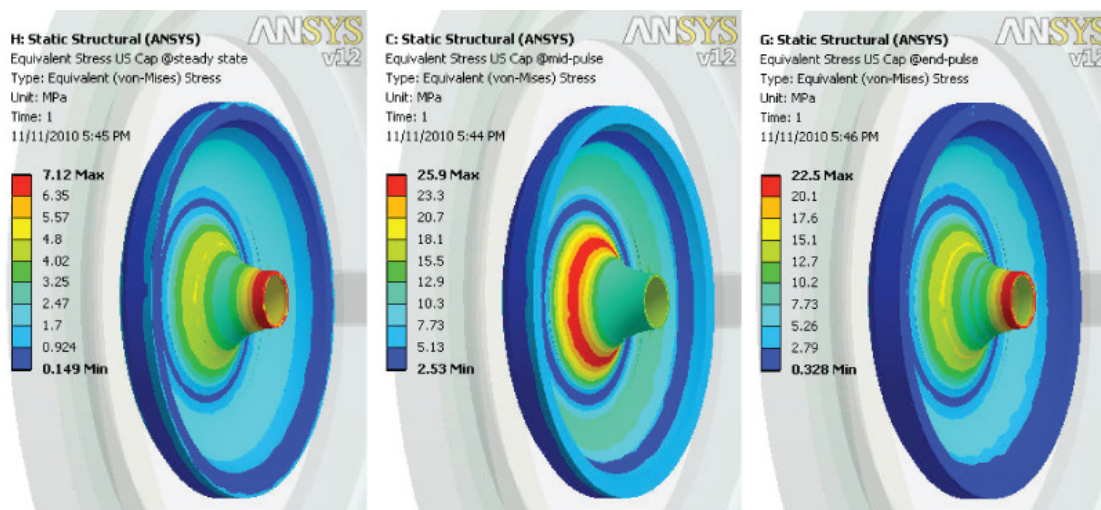 ANSYS
v12
H: Static Structural (ANSYS)
Equivalent Stress US Cap @steady state
Type: Equivalent (von-Mises) Stress
Unit: MPa
Time: 1
11/11/2010 5:45 PM
7.12 Max
6.35
5.57
4.8
4.02
3.25
2.47
1.7
0.924
0.149 Min
ANSYS
v12
C: Static Structural (ANSYS)
Equivalent Stress US Cap @mid-pulse
Type: Equivalent (von-Mises) Stress
Unit: MPa
Time: 1
11/11/2010 5:44 PM
25.9 Max
23.3
20.7
18.1
15.5
12.9
10.3
7.73
5.13
2.53 Min
ANSYS
v12
G: Static Structural (ANSYS)
Equivalent Stress US Cap @end-pulse
Type: Equivalent (von-Mises) Stress
Unit: MPa
Time: 1
11/11/2010 5:46 PM
22.5 Max
20.1
17.6
15.1
12.7
10.2
7.73
5.26
2.79
0.328 Min